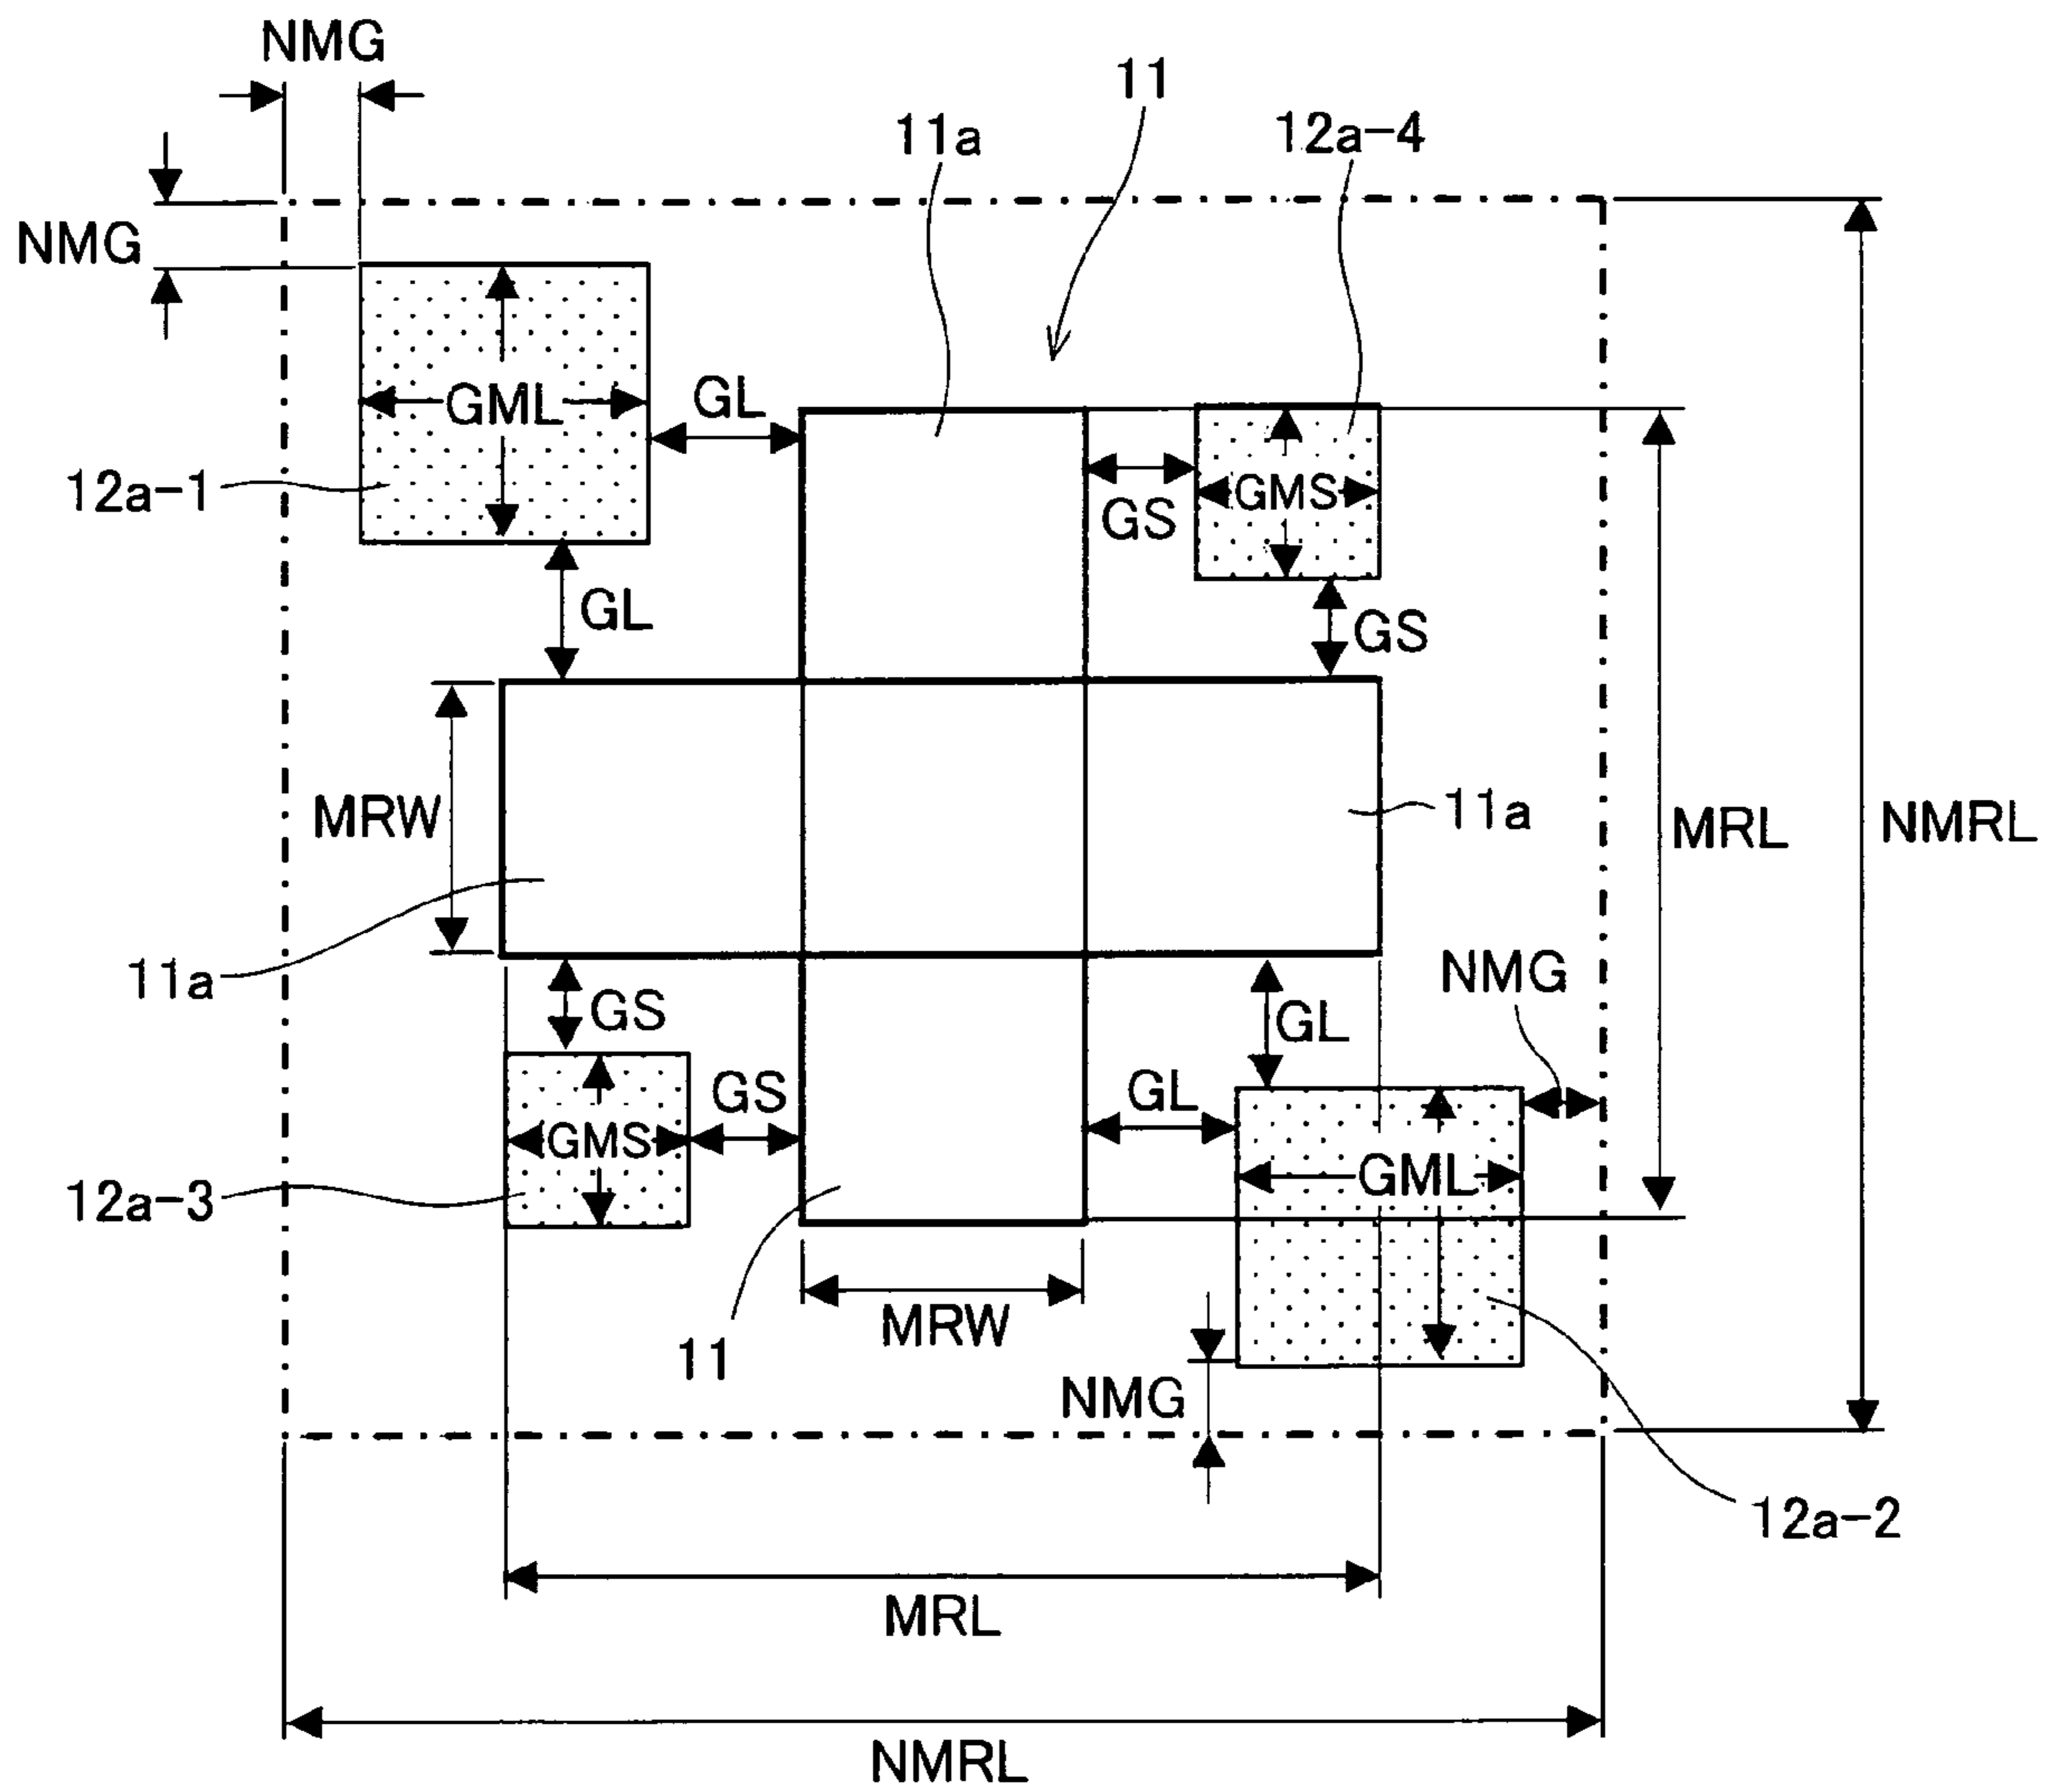 NMG
11
11a
12a-4
NMG
GML
GL
12a-1
GS
GMS
GL
GS
MRW
11a
MRL
NMRL
11a
GS
GL
NMG
GS
GL
GMS
GML
12a-3
MRW
11
NMG
12a-2
MRL
NMRL